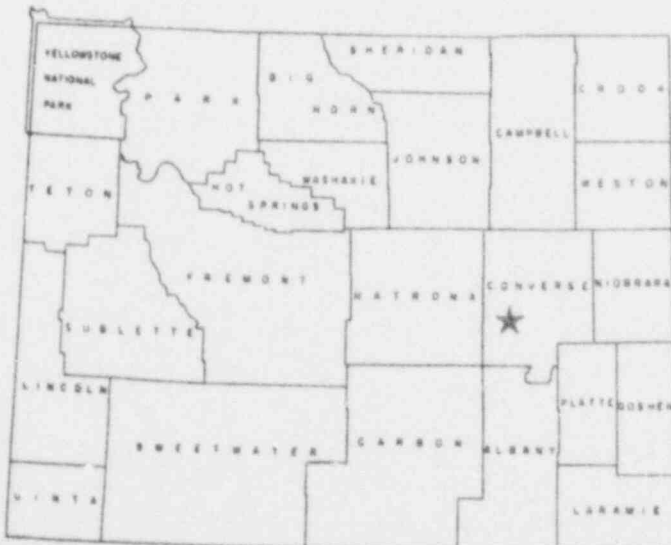 YELLOWSTONE
NATIONAL
PARK
PARK
BIG
HORN
SHERIDAN
JOHNSON
CAMPBELL
CROOK
WESTON
TETON
HOT
SPRINGS
WASHAKIE
FREMONT
SUBLETTE
NATRONA
CONVERSE
NIOBRARA
LINCOLN
SWEETWATER
CARBON
ALBANY
PLATTE
GOSHEN
UINTA
LARAMIE